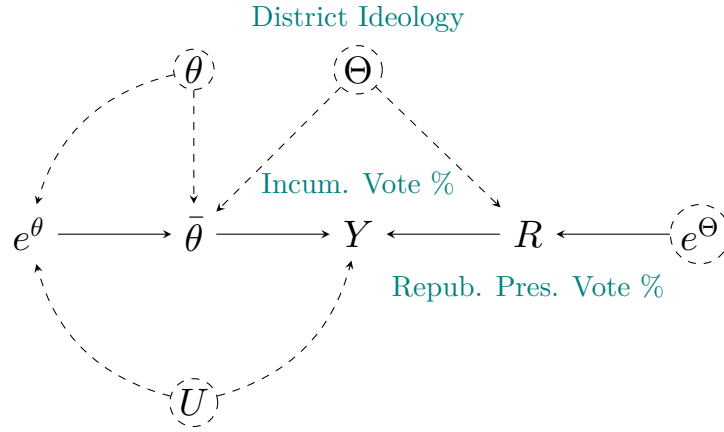 District Ideology
θ Θ
Incum. Vote %
e^θ θ̄ Y R e^Θ
Repub. Pres. Vote %
U